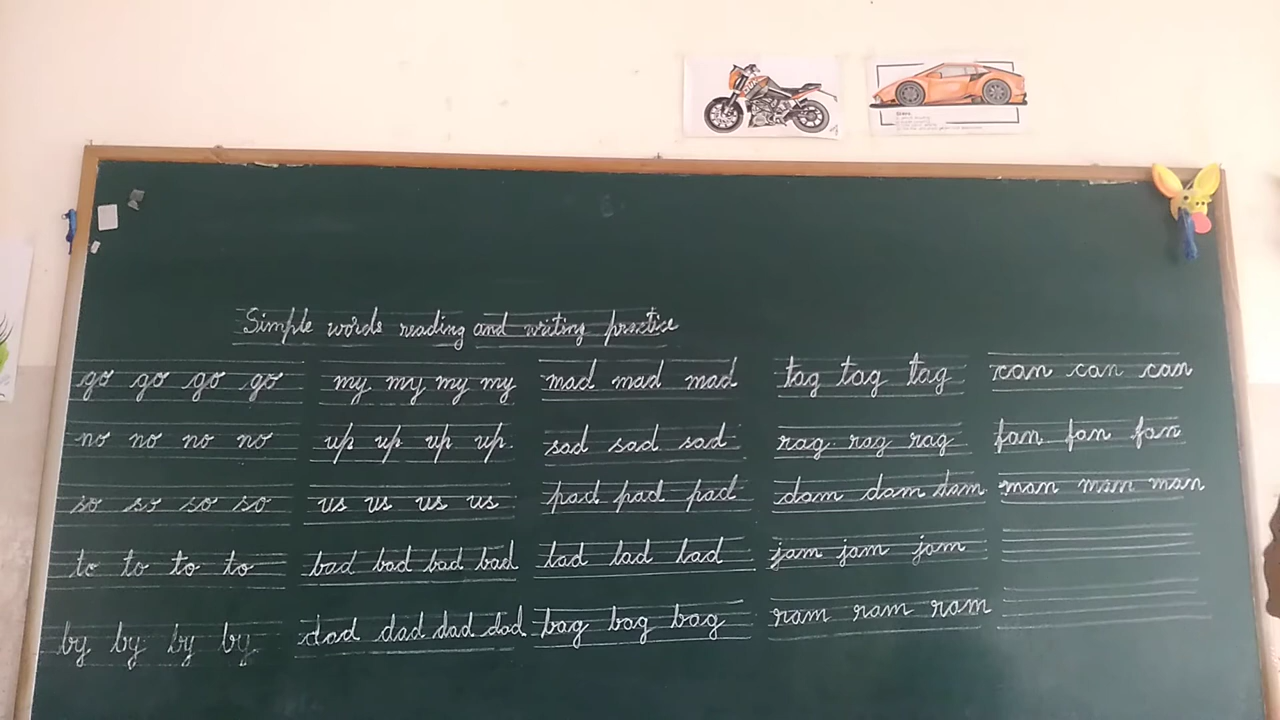 Simple words reading and writing practice
go go go go my my my my mad mad mad tag tag tag can can can
no no no no up up up up. sad sad sad rag rag rag fan fan fan
so so so so us us us us pad pad pad dam dam dam man man man
to to to to bad bad bad bad lad lad lad jam jam jam
by by by by dad dad dad dad bag bag bag ram ram ram